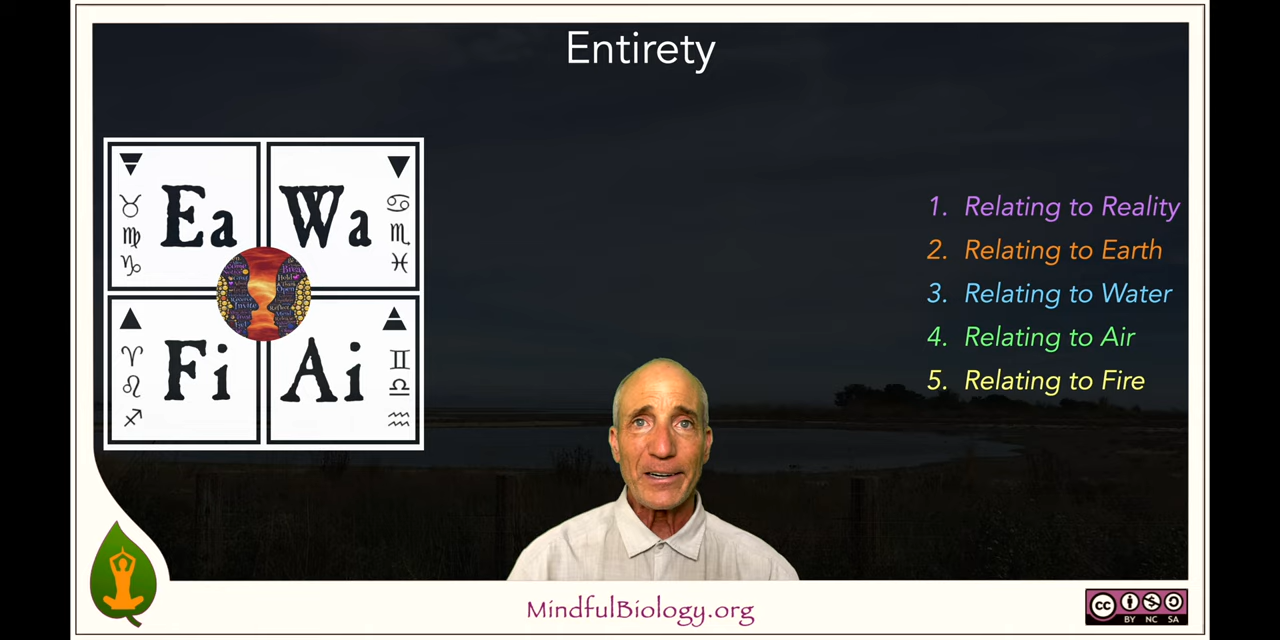 Entirety
Ea
Wa
Fi
Ai
1. Relating to Reality
2. Relating to Earth
3. Relating to Water
4. Relating to Air
5. Relating to Fire
MindfulBiology.org
cc
BY NC SA